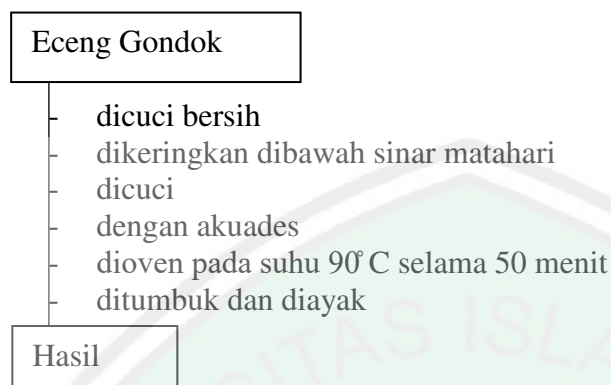 Eceng Gondok
- dicuci bersih
- dikeringkan dibawah sinar matahari
- dicuci
- dengan akuades
- dioven pada suhu 90°C selama 50 menit
- ditumbuk dan diayak
Hasil